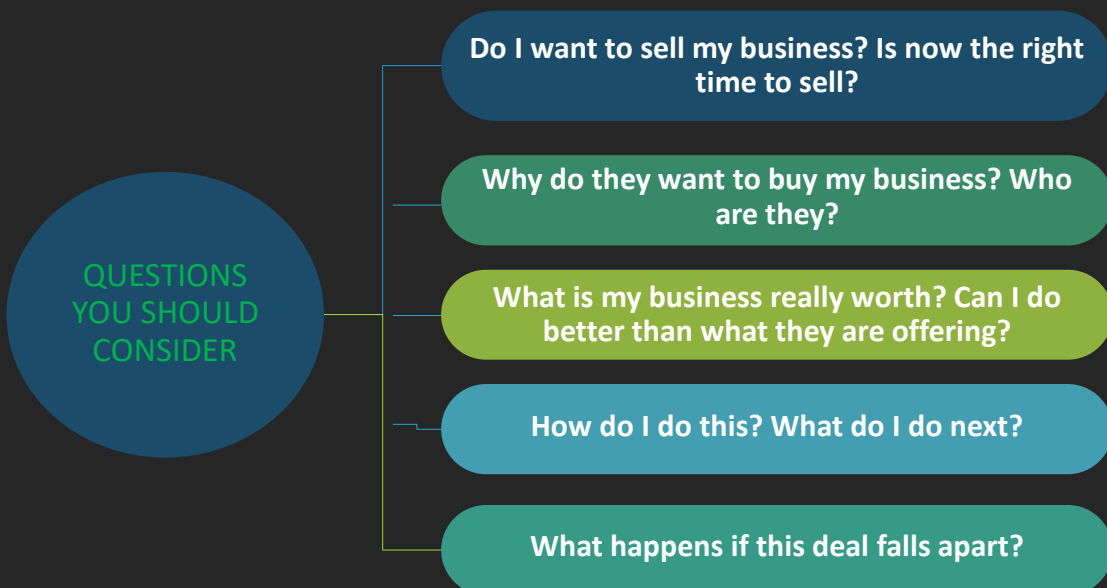 QUESTIONS
YOU SHOULD
CONSIDER
Do I want to sell my business? Is now the right
time to sell?
Why do they want to buy my business? Who
are they?
What is my business really worth? Can I do
better than what they are offering?
How do I do this? What do I do next?
What happens if this deal falls apart?